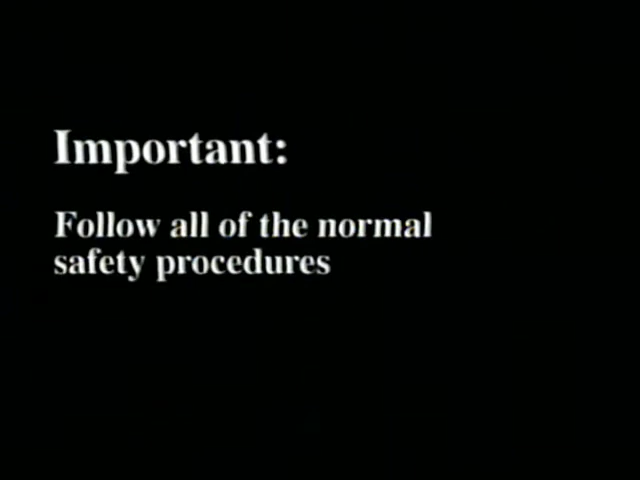 Important:
Follow all of the normal
safety procedures